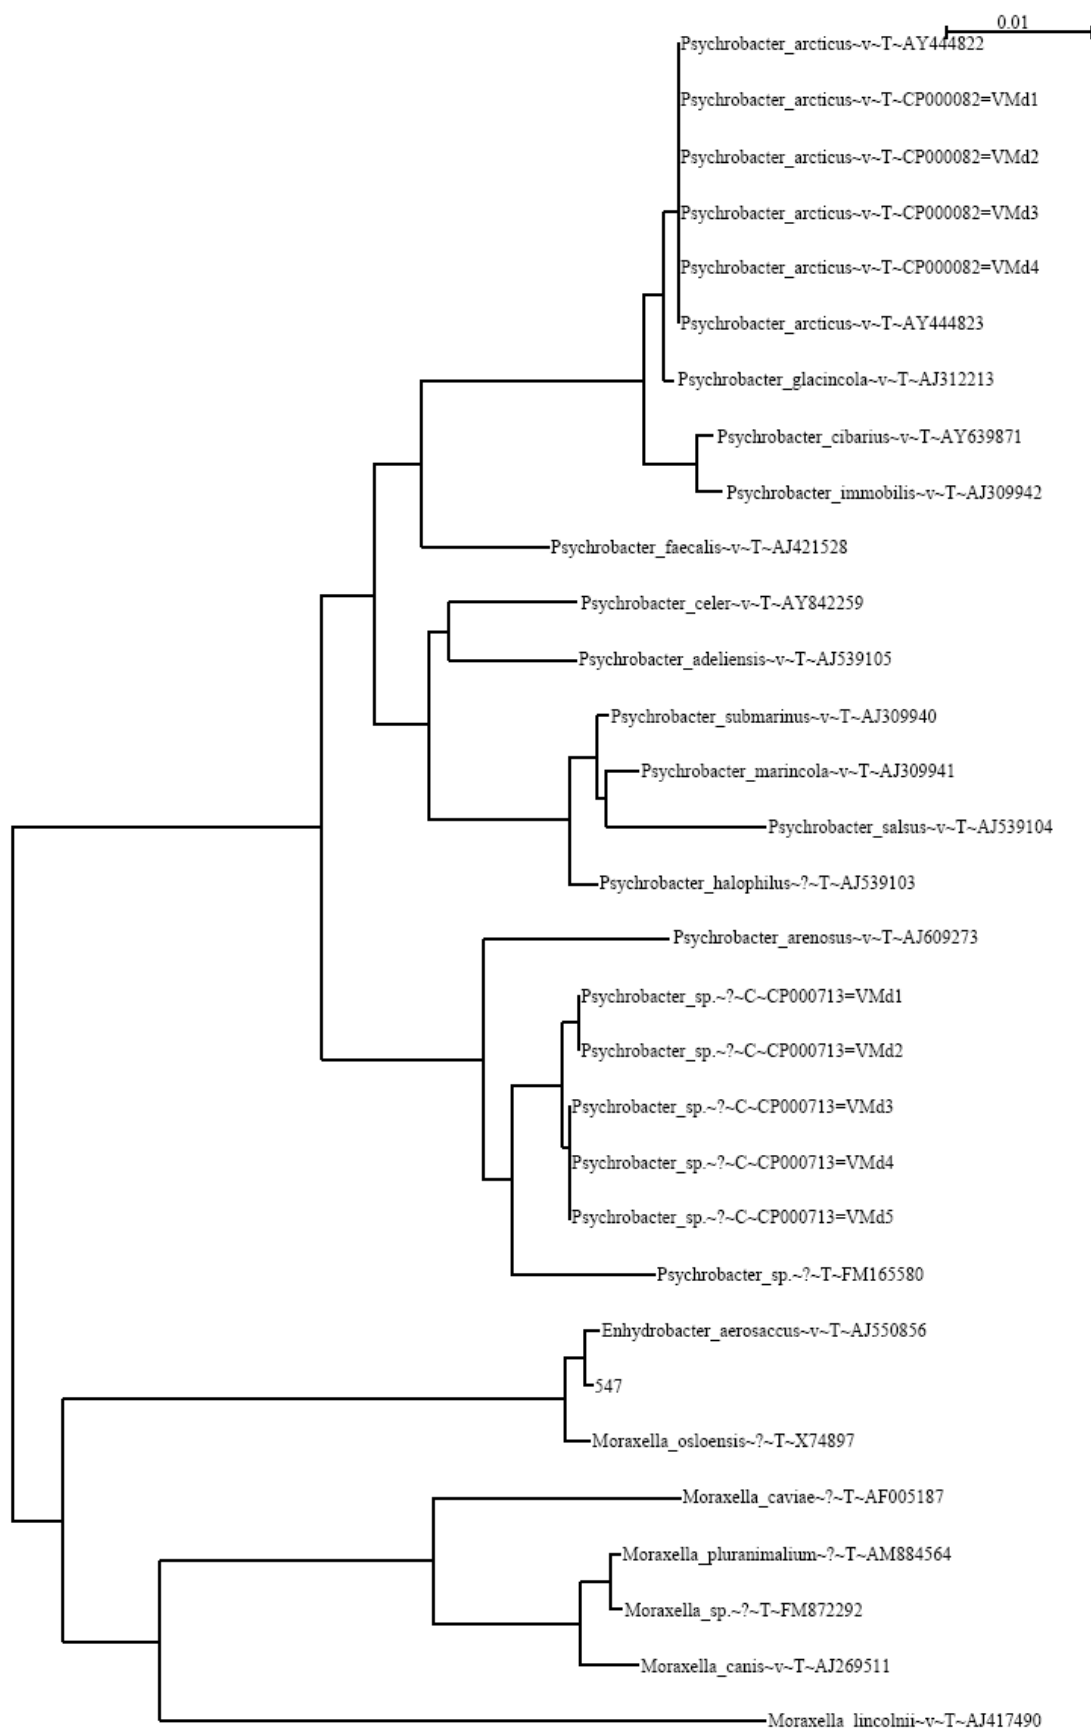 0.01
Psychrobacter_arcticus~v~T~AY444822
Psychrobacter_arcticus~v~T~CP000082=VMd1
Psychrobacter_arcticus~v~T~CP000082=VMd2
Psychrobacter_arcticus~v~T~CP000082=VMd3
Psychrobacter_arcticus~v~T~CP000082=VMd4
Psychrobacter_arcticus~v~T~AY444823
Psychrobacter_glacincola~v~T~AJ312213
Psychrobacter_cibarius~v~T~AY639871
Psychrobacter_immobilis~v~T~AJ309942
Psychrobacter_faecalis~v~T~AJ421528
Psychrobacter_celer~v~T~AY842259
Psychrobacter_adeliensis~v~T~AJ539105
Psychrobacter_submarinus~v~T~AJ309940
Psychrobacter_marincola~v~T~AJ309941
Psychrobacter_salsus~v~T~AJ539104
Psychrobacter_halophilus~?~T~AJ539103
Psychrobacter_arenosus~v~T~AJ609273
Psychrobacter_sp.~?~C~CP000713=VMd1
Psychrobacter_sp.~?~C~CP000713=VMd2
Psychrobacter_sp.~?~C~CP000713=VMd3
Psychrobacter_sp.~?~C~CP000713=VMd4
Psychrobacter_sp.~?~C~CP000713=VMd5
Psychrobacter_sp.~?~T~FM165580
Enhydrobacter_aerosaccus~v~T~AJ550856
547
Moraxella_osloensis~?~T~X74897
Moraxella_caviae~?~T~AF005187
Moraxella_pluranimalium~?~T~AM884564
Moraxella_sp.~?~T~FM872292
Moraxella_canis~v~T~AJ269511
Moraxella_lincolnii~v~T~AJ417490